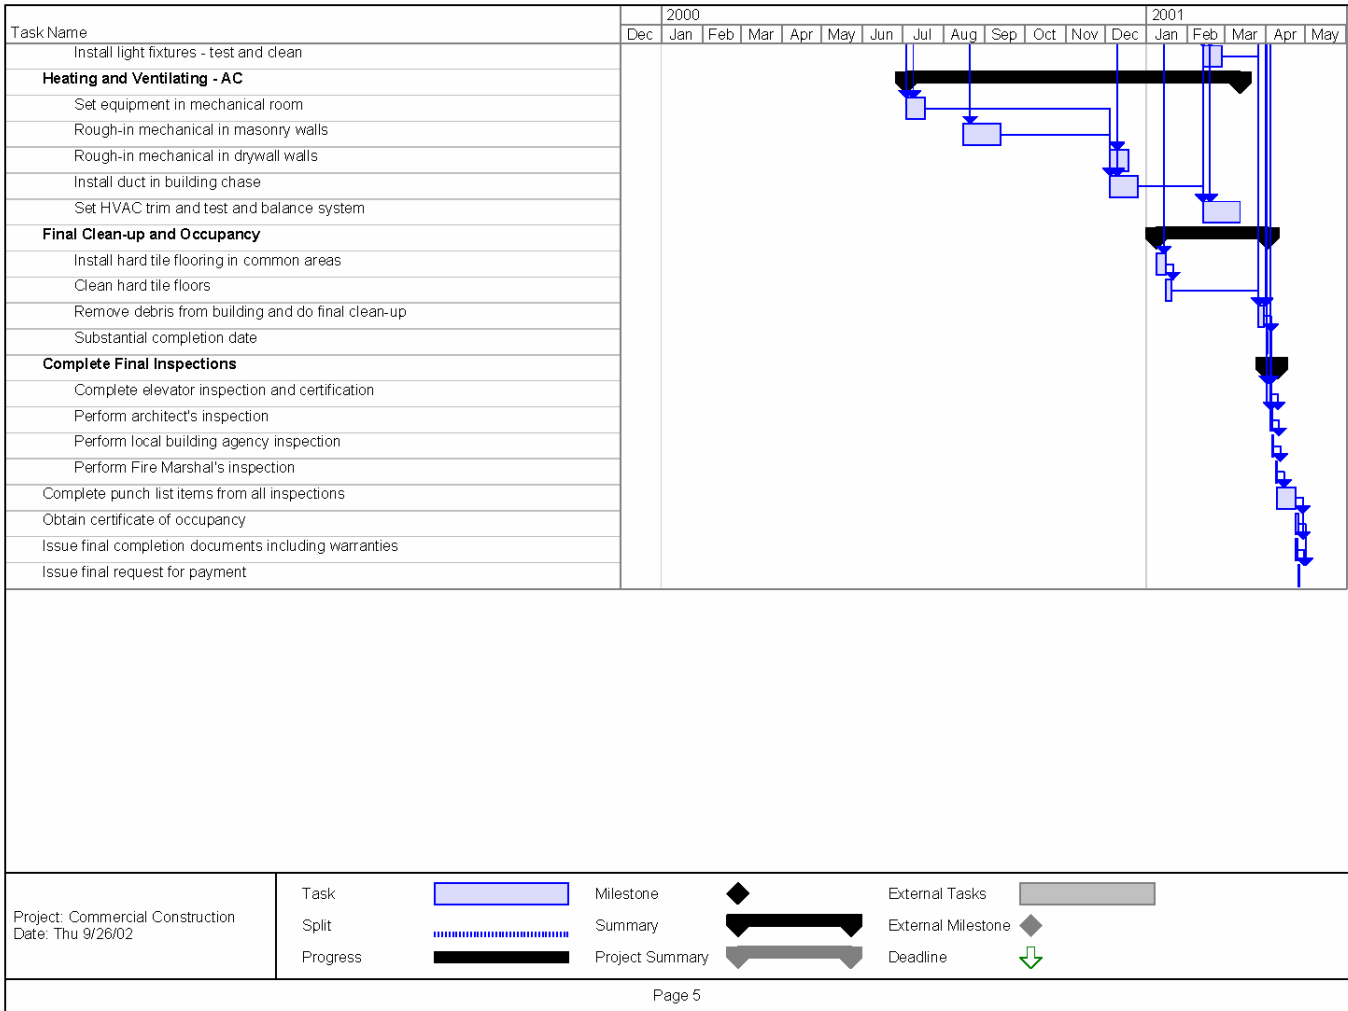 2000 2001
Task Name Dec Jan Feb Mar Apr May Jun Jul Aug Sep Oct Nov Dec Jan Feb Mar Apr May
Install light fixtures - test and clean
Heating and Ventilating - AC
Set equipment in mechanical room
Rough-in mechanical in masonry walls
Rough-in mechanical in drywall walls
Install duct in building chase
Set HVAC trim and test and balance system
Final Clean-up and Occupancy
Install hard tile flooring in common areas
Clean hard tile floors
Remove debris from building and do final clean-up
Substantial completion date
Complete Final Inspections
Complete elevator inspection and certification
Perform architect's inspection
Perform local building agency inspection
Perform Fire Marshal's inspection
Complete punch list items from all inspections
Obtain certificate of occupancy
Issue final completion documents including warranties
Issue final request for payment
Project: Commercial Construction
Date: Thu 9/26/02
Task Milestone External Tasks
Split Summary External Milestone
Progress Project Summary Deadline
Page 5